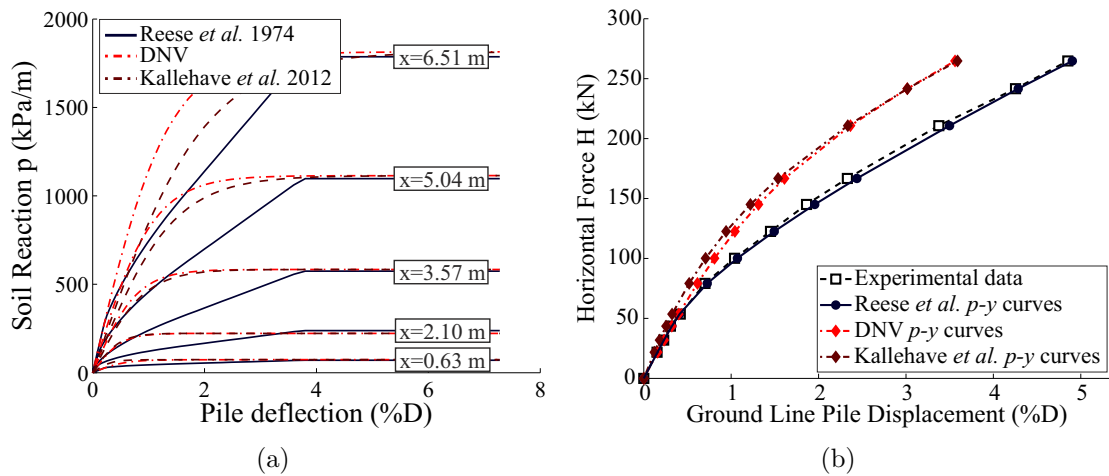 2000
1500
1000
500
0
0
2
4
6
8
Soil Reaction p (kPa/m)
Pile deflection (%D)
Reese et al. 1974
DNV
Kallehave et al. 2012
x=6.51 m
x=5.04 m
x=3.57 m
x=2.10 m
x=0.63 m
(a)
300
250
200
150
100
50
0
0
1
2
3
4
5
Horizontal Force H (kN)
Ground Line Pile Displacement (%D)
Experimental data
Reese et al. p-y curves
DNV p-y curves
Kallehave et al. p-y curves
(b)